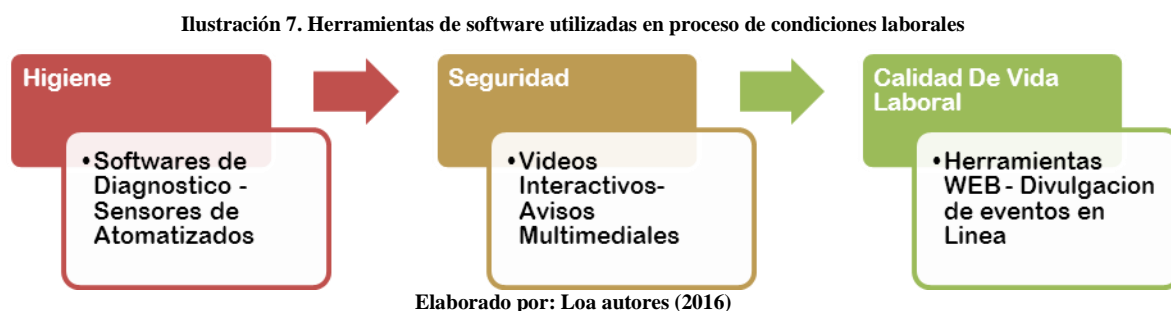 Ilustración 7. Herramientas de software utilizadas en proceso de condiciones laborales
Higiene
•Softwares de
Diagnostico -
Sensores de
Atomatizados
Seguridad
•Videos
Interactivos-
Avisos
Multimediales
Calidad De Vida
Laboral
•Herramientas
WEB - Divulgacion
de eventos en
Linea
Elaborado por: Loa autores (2016)